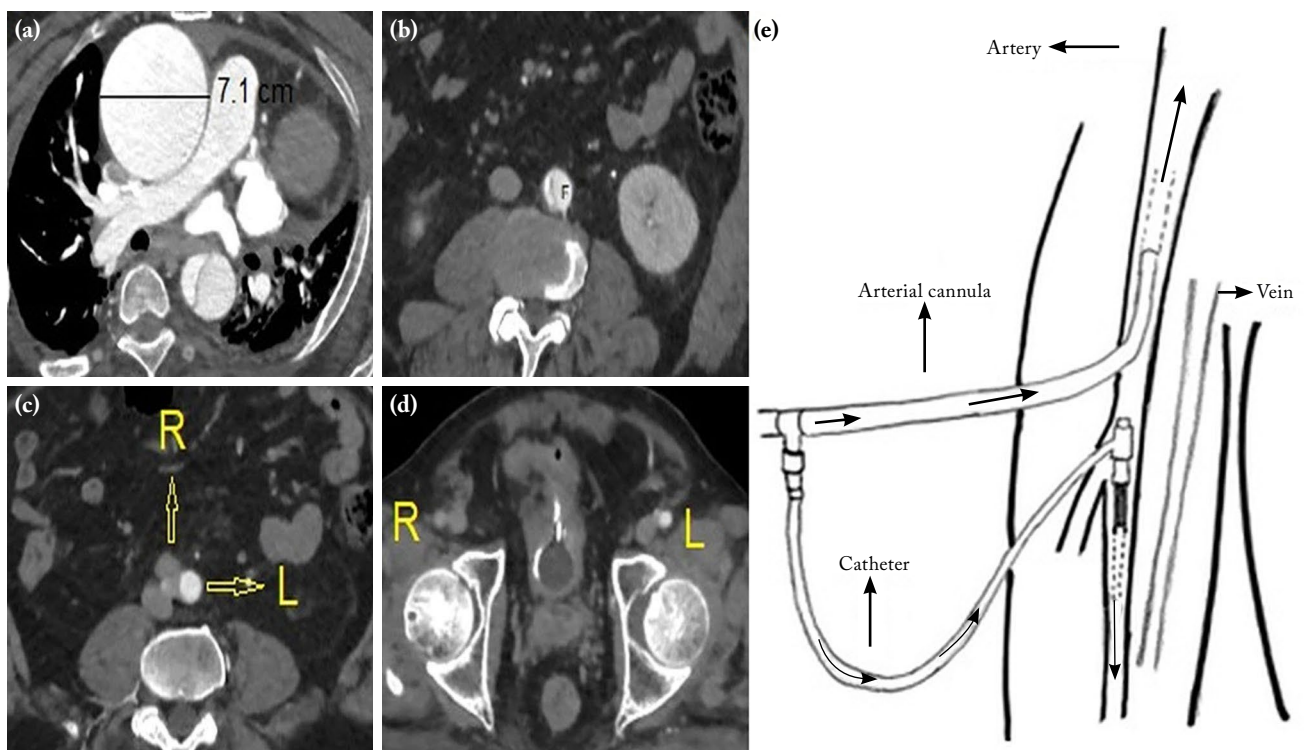 (a)
7.1 cm
(b)
F
(c)
R
L
(d)
R
L
(e)
Artery
Arterial cannula
Vein
Catheter